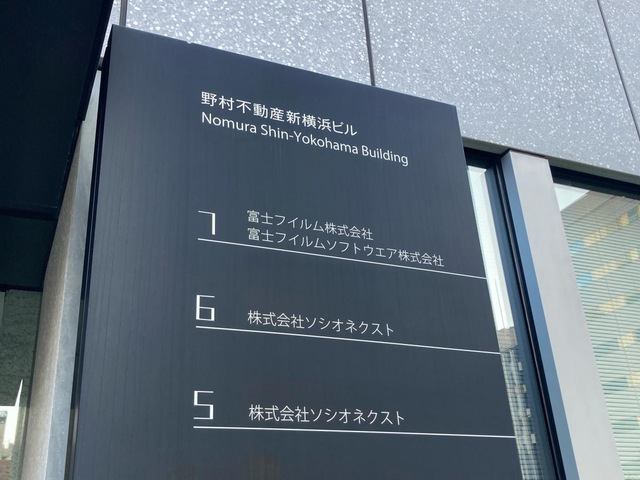 野村不動産新横浜ビル
Nomura Shin-Yokohama Building
7
富士フイルム株式会社
富士フイルムソフトウエア株式会社
6
株式会社ソシオネクスト
5
株式会社ソシオネクスト